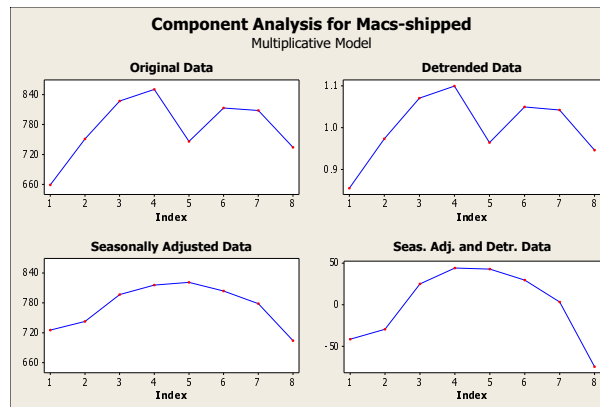 Component Analysis for Macs-shipped
Multiplicative Model
Original Data
840
780
720
660
1 2 3 4 5 6 7 8
Index
Detrended Data
1.1
1.0
0.9
1 2 3 4 5 6 7 8
Index
Seasonally Adjusted Data
840
780
720
660
1 2 3 4 5 6 7 8
Index
Seas. Adj. and Detr. Data
50
0
-50
1 2 3 4 5 6 7 8
Index